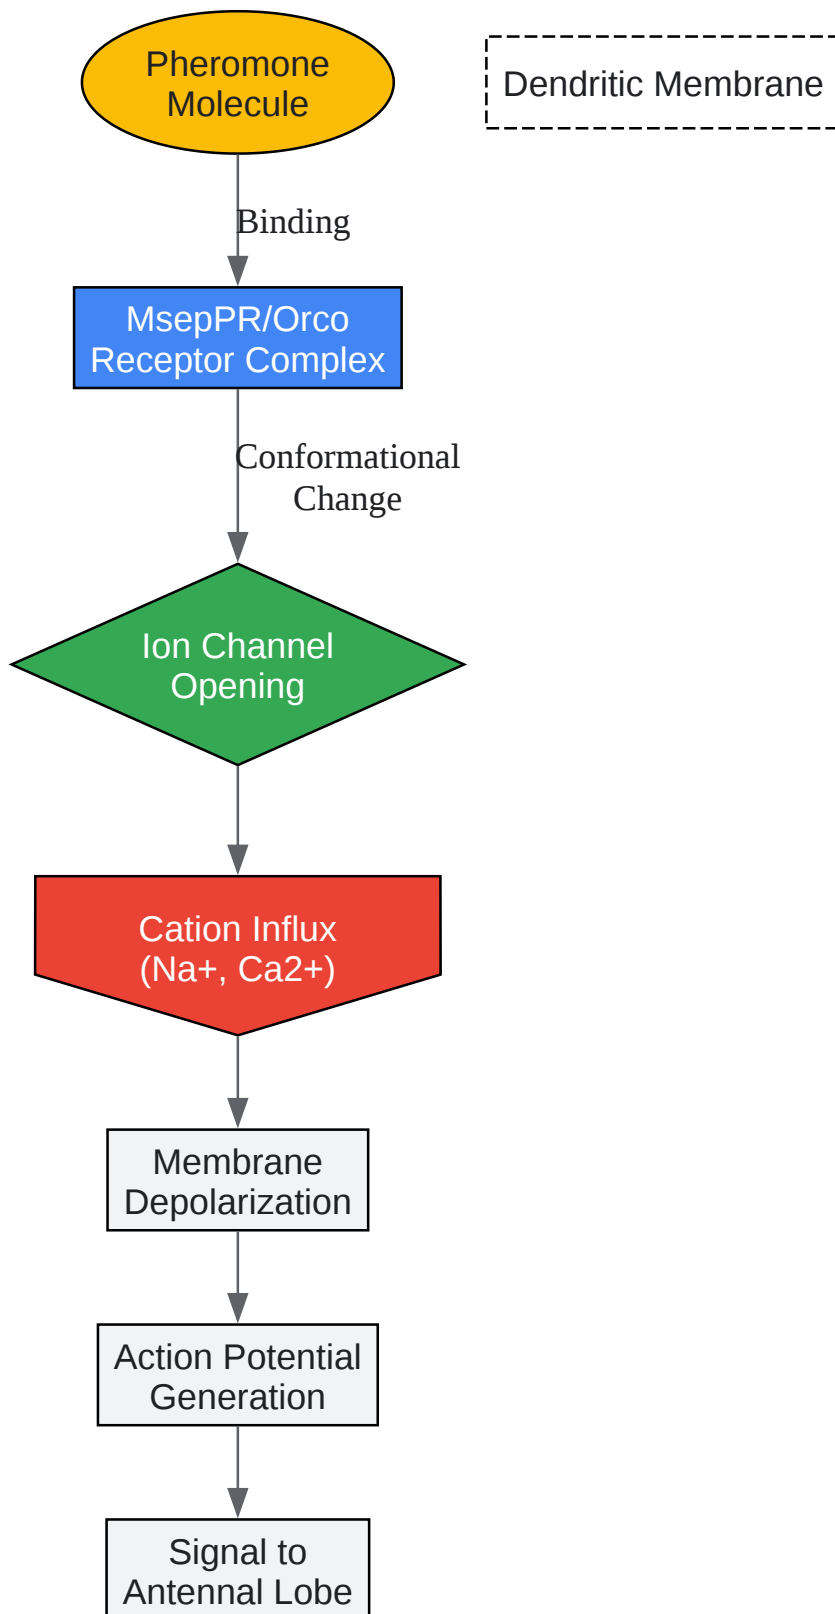 Pheromone
Molecule
Dendritic Membrane
Binding
MsepPR/Orco
Receptor Complex
Conformational
Change
Ion Channel
Opening
Cation Influx
(Na+, Ca2+)
Membrane
Depolarization
Action Potential
Generation
Signal to
Antennal Lobe